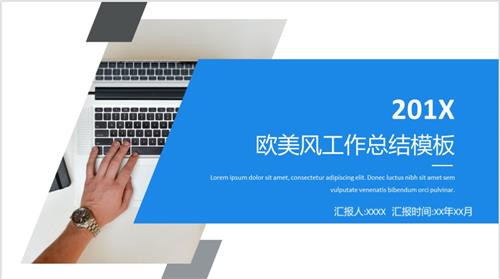 201X
欧美风工作总结模板
Lorem ipsum dolor sit amet, consectetur adipiscing elit. Donec luctus nibh sit amet sem
vulputate venenatis bibendum orci pulvinar.
汇报人:XXXX 汇报时间:XX年XX月